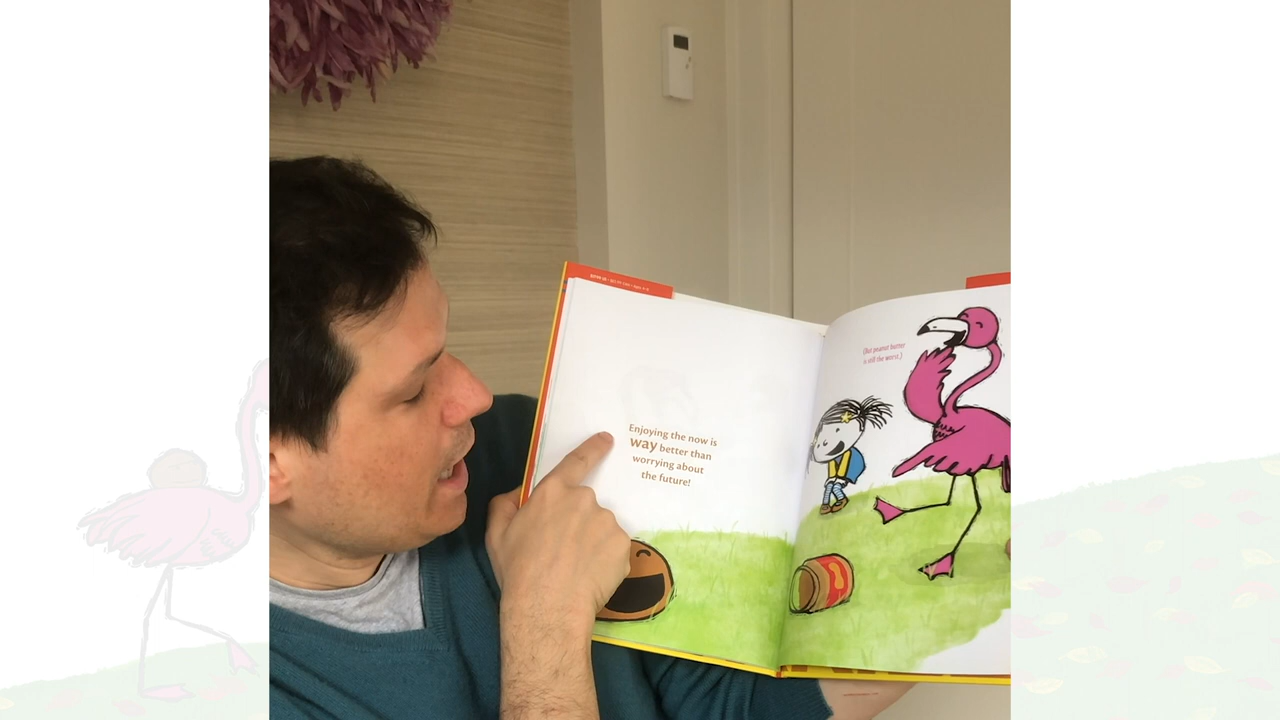 Enjoying the now is
way better than
worrying about
the future!
(But peanut butter
is still the worst.)